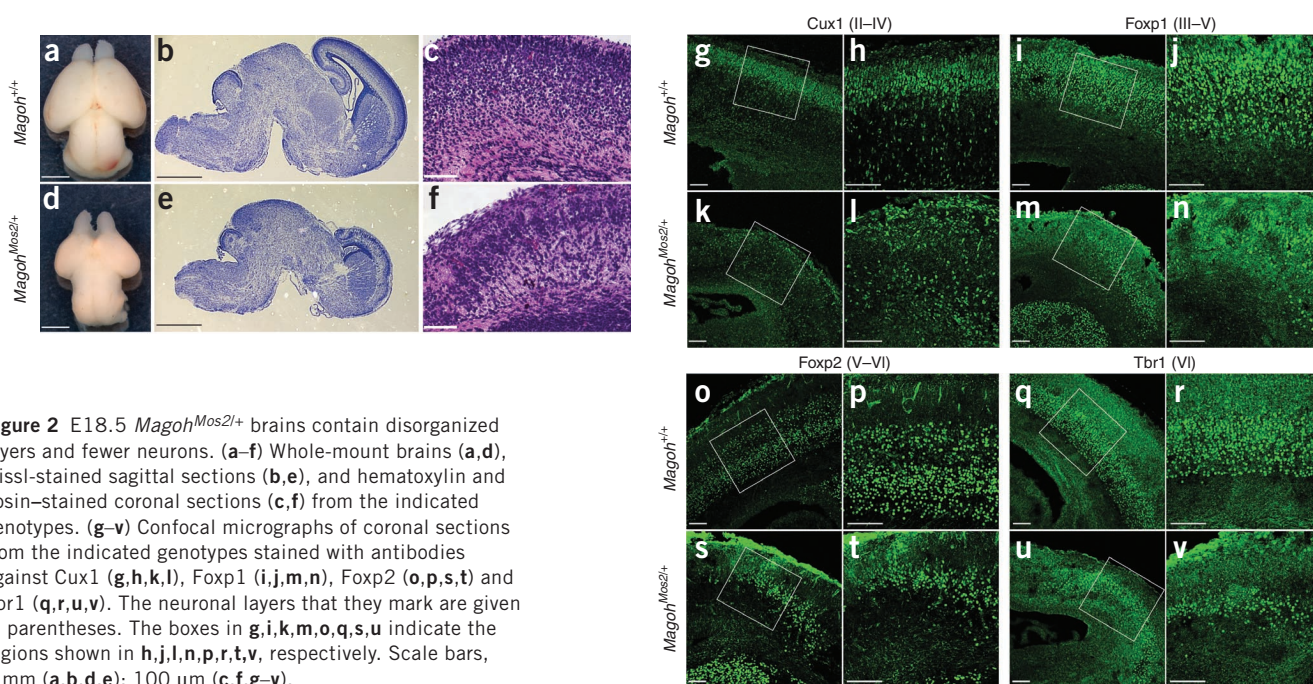 Cux1 (II–IV)
Foxp1 (III–V)
Magoh+/+
a
b
c
g
h
i
j
MagohMos2/+
d
e
f
k
l
m
n
Foxp2 (V–VI)
Tbr1 (VI)
o
p
q
r
s
t
u
v
Magoh+/+
Magoh+/+
MagohMos2/+
MagohMos2/+
gure 2 E18.5 MagohMos2/+ brains contain disorganized
yers and fewer neurons. (a–f) Whole-mount brains (a,d),
issl-stained sagittal sections (b,e), and hematoxylin and
osin–stained coronal sections (c,f) from the indicated
enotypes. (g–v) Confocal micrographs of coronal sections
om the indicated genotypes stained with antibodies
gainst Cux1 (g,h,k,l), Foxp1 (i,j,m,n), Foxp2 (o,p,s,t) and
br1 (q,r,u,v). The neuronal layers that they mark are given
parentheses. The boxes in g,i,k,m,o,q,s,u indicate the
gions shown in h,j,l,n,p,r,t,v, respectively. Scale bars,
mm (a,b,d,e); 100 µm (c,f,g–v).